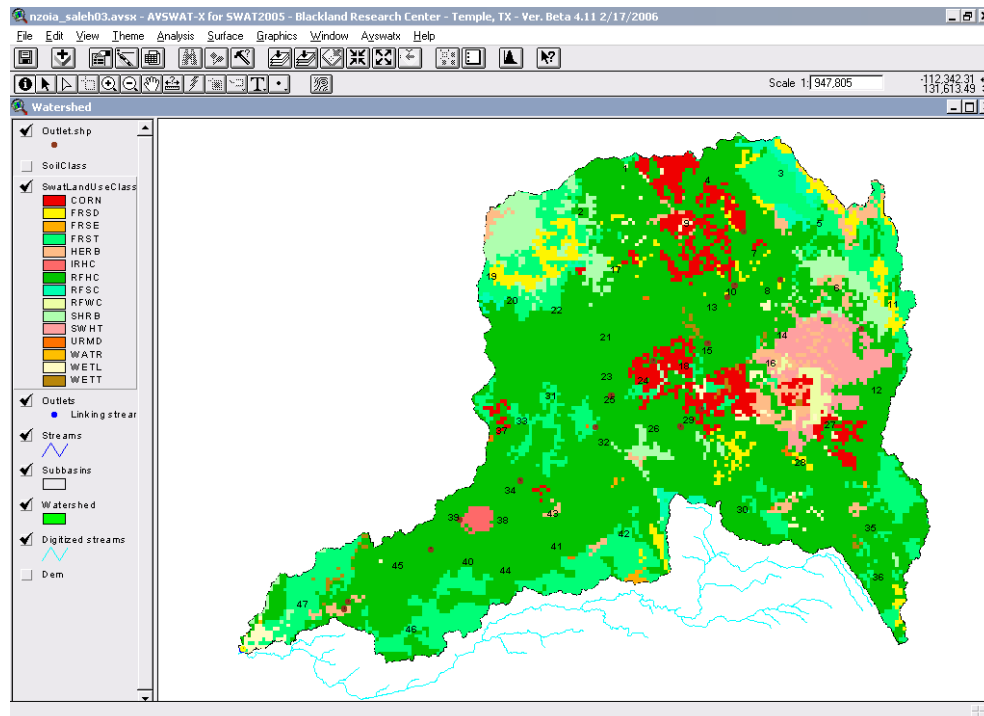 nzoia_saleh03.avsx - AVSWAT-X for SWAT2005 - Blackland Research Center - Temple, TX - Ver. Beta 4.11 2/17/2006
File Edit View Theme Analysis Surface Graphics Window Avswatx Help
Scale 1: 947,805
-112,342.31
131,613.49
Watershed
Outlet.shp
SoilClass
SwatLandUseClass
CORN
FRSD
FRSE
FRST
HERB
IRHC
RFHC
RFSC
RFWC
SHRB
SWHT
URMD
WATR
WETL
WETT
Outlets
Linking strear
Streams
Subbasins
Watershed
Digitized streams
Dem
1
4
3
2
9
5
7
17
19
10
8
6
20
22
13
11
21
14
15
16
18
23
24
12
31
25
33
37
26
29
27
32
28
34
39
38
43
30
35
41
42
45
40
44
36
47
46